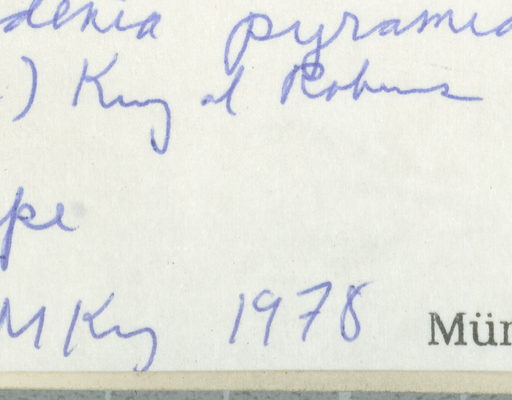 denia pyramid
) King et Robins
pe
M King 1978 Mün